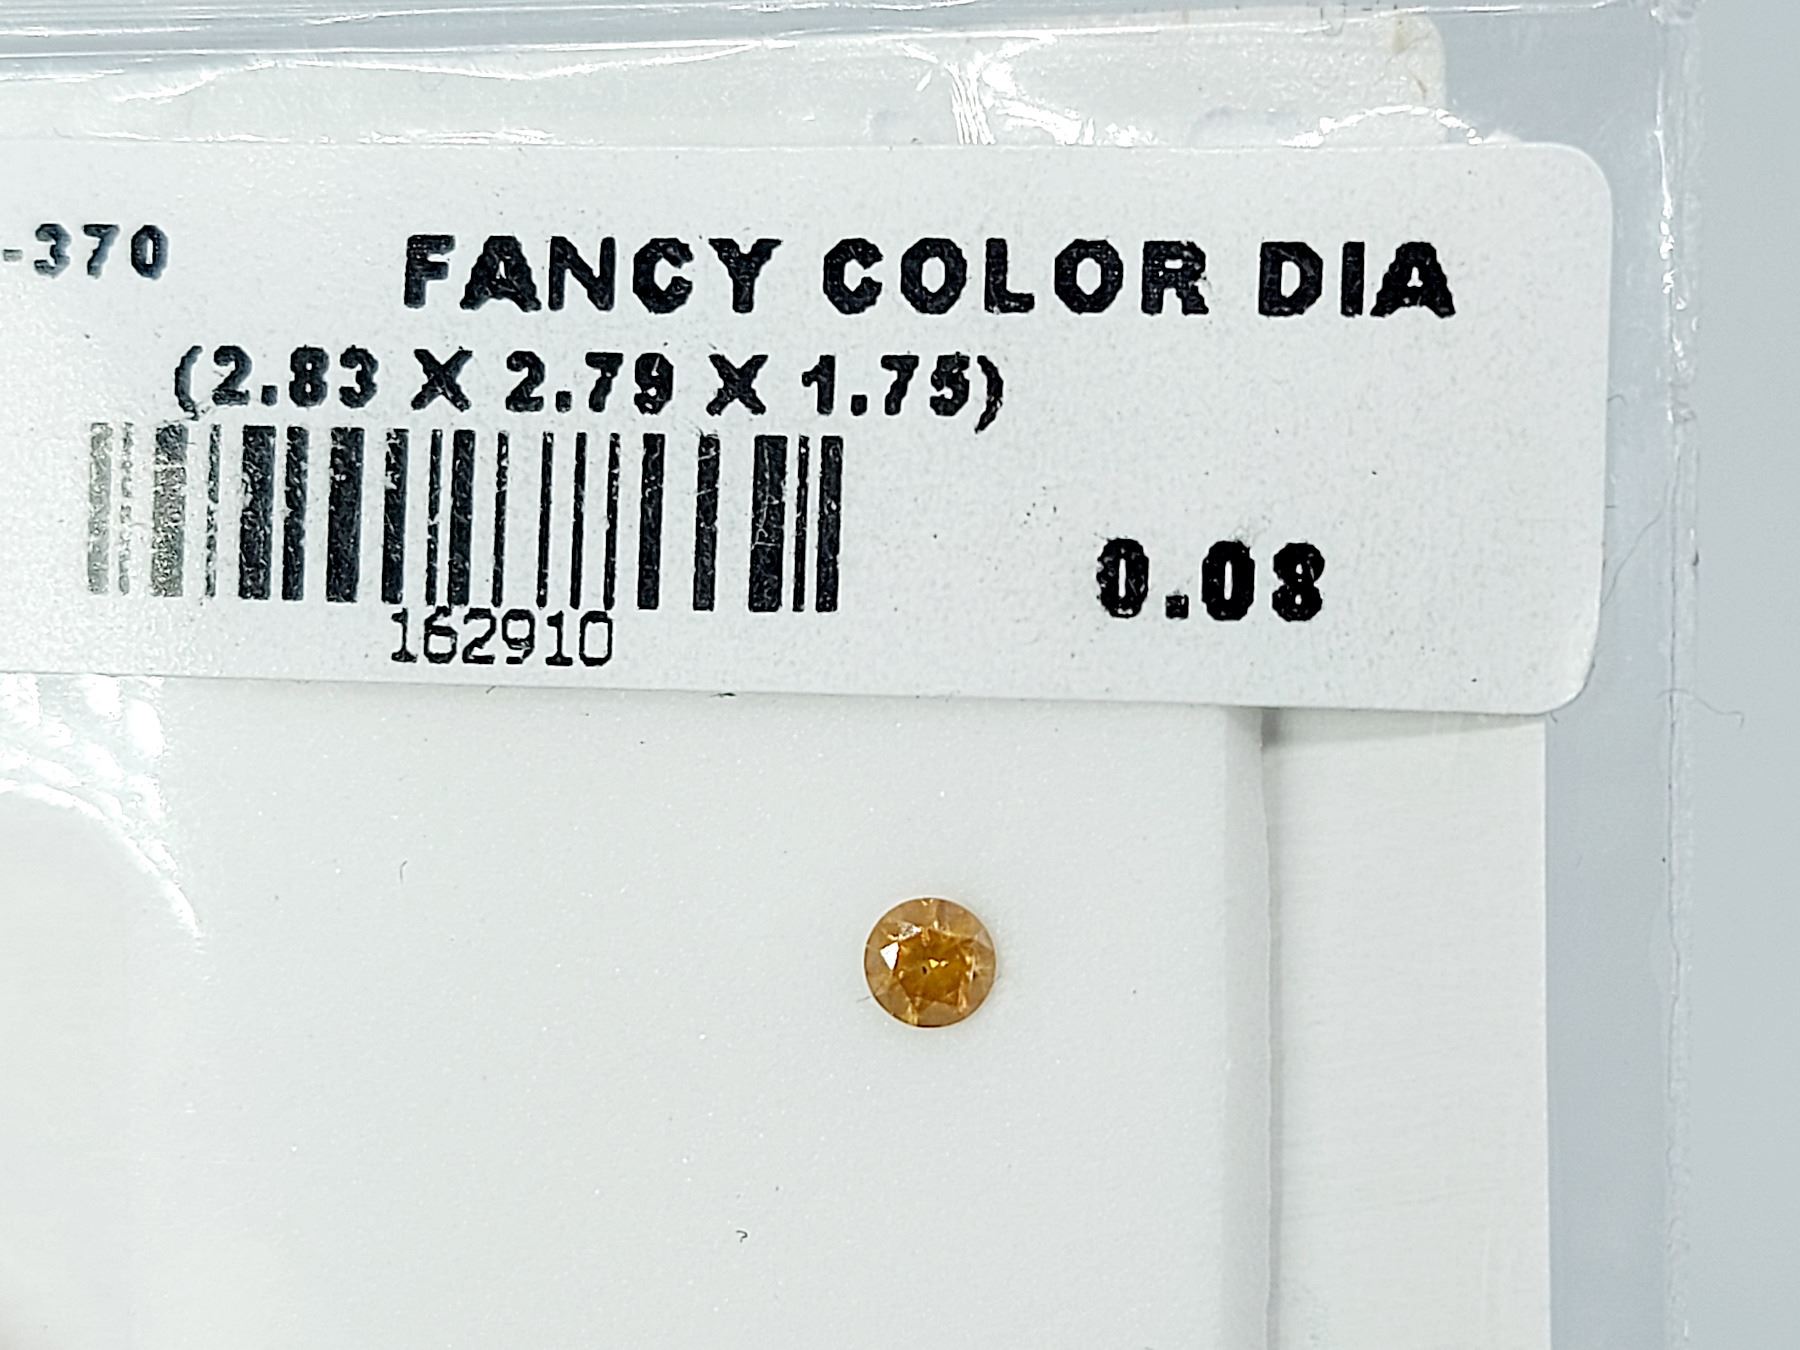 -370 FANCY COLOR DIA
(2.83 X 2.79 X 1.75)
0.08
162910